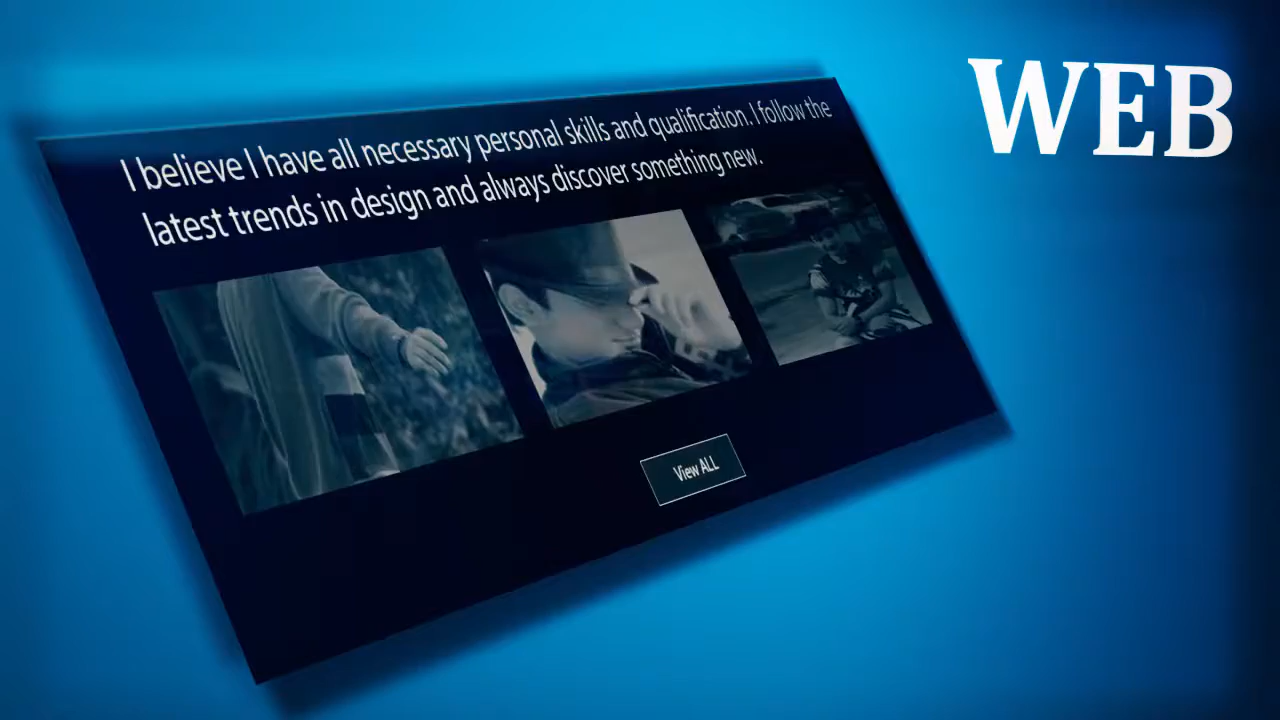 WEB
I believe I have all necessary personal skills and qualification. I follow the
latest trends in design and always discover something new.
View ALL